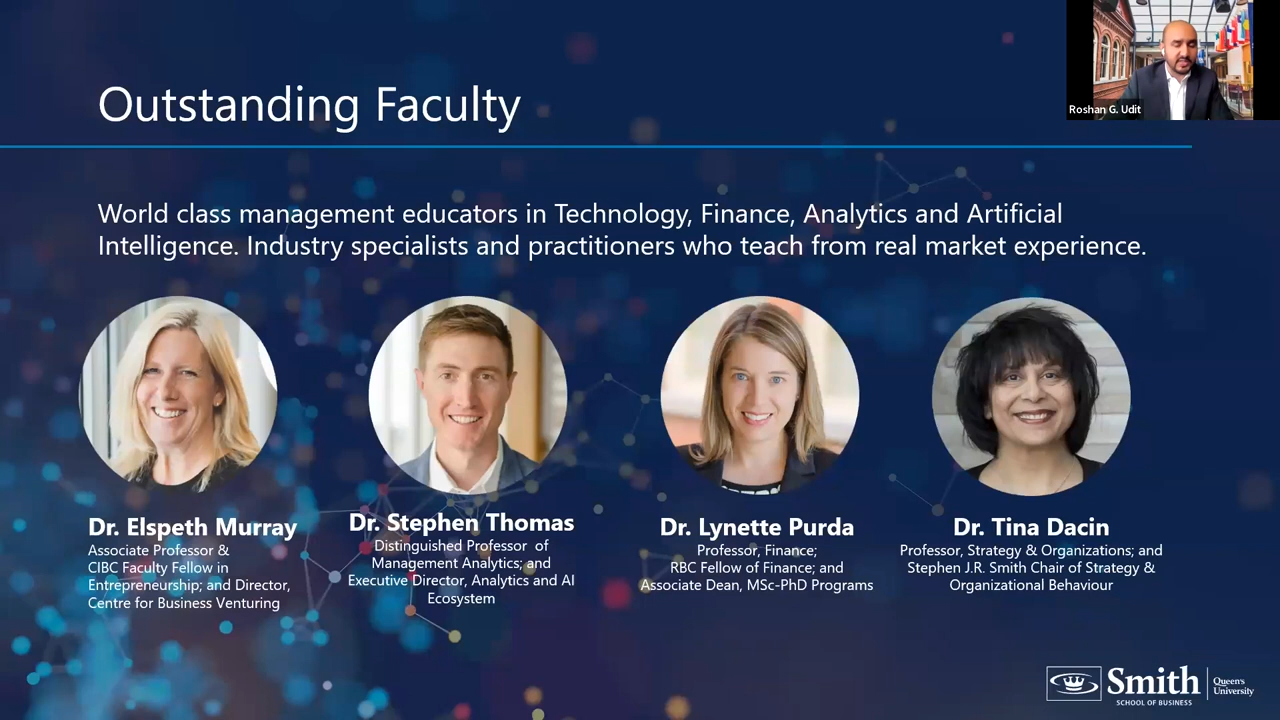 Roshan G. Udit
Outstanding Faculty
World class management educators in Technology, Finance, Analytics and Artificial
Intelligence. Industry specialists and practitioners who teach from real market experience.
Dr. Elspeth Murray
Associate Professor &
CIBC Faculty Fellow in
Entrepreneurship; and Director,
Centre for Business Venturing
Dr. Stephen Thomas
Distinguished Professor of
Management Analytics; and
Executive Director, Analytics and AI
Ecosystem
Dr. Lynette Purda
Professor, Finance;
RBC Fellow of Finance; and
Associate Dean, MSc-PhD Programs
Dr. Tina Dacin
Professor, Strategy & Organizations; and
Stephen J.R. Smith Chair of Strategy &
Organizational Behaviour
Smith
SCHOOL OF BUSINESS
Queen's
University